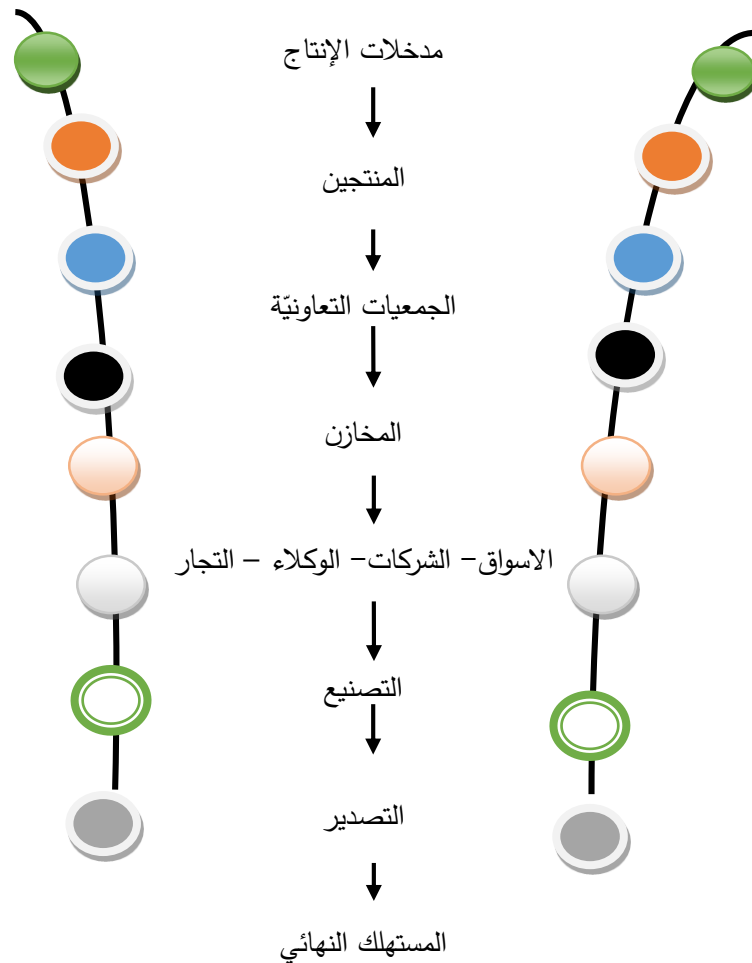 مدخلات الإنتاج
المنتجين
الجمعيات التعاونيّة
المخازن
الاسواق– الشركات– الوكلاء – التجار
التصنيع
التصدير
المستهلك النهائي